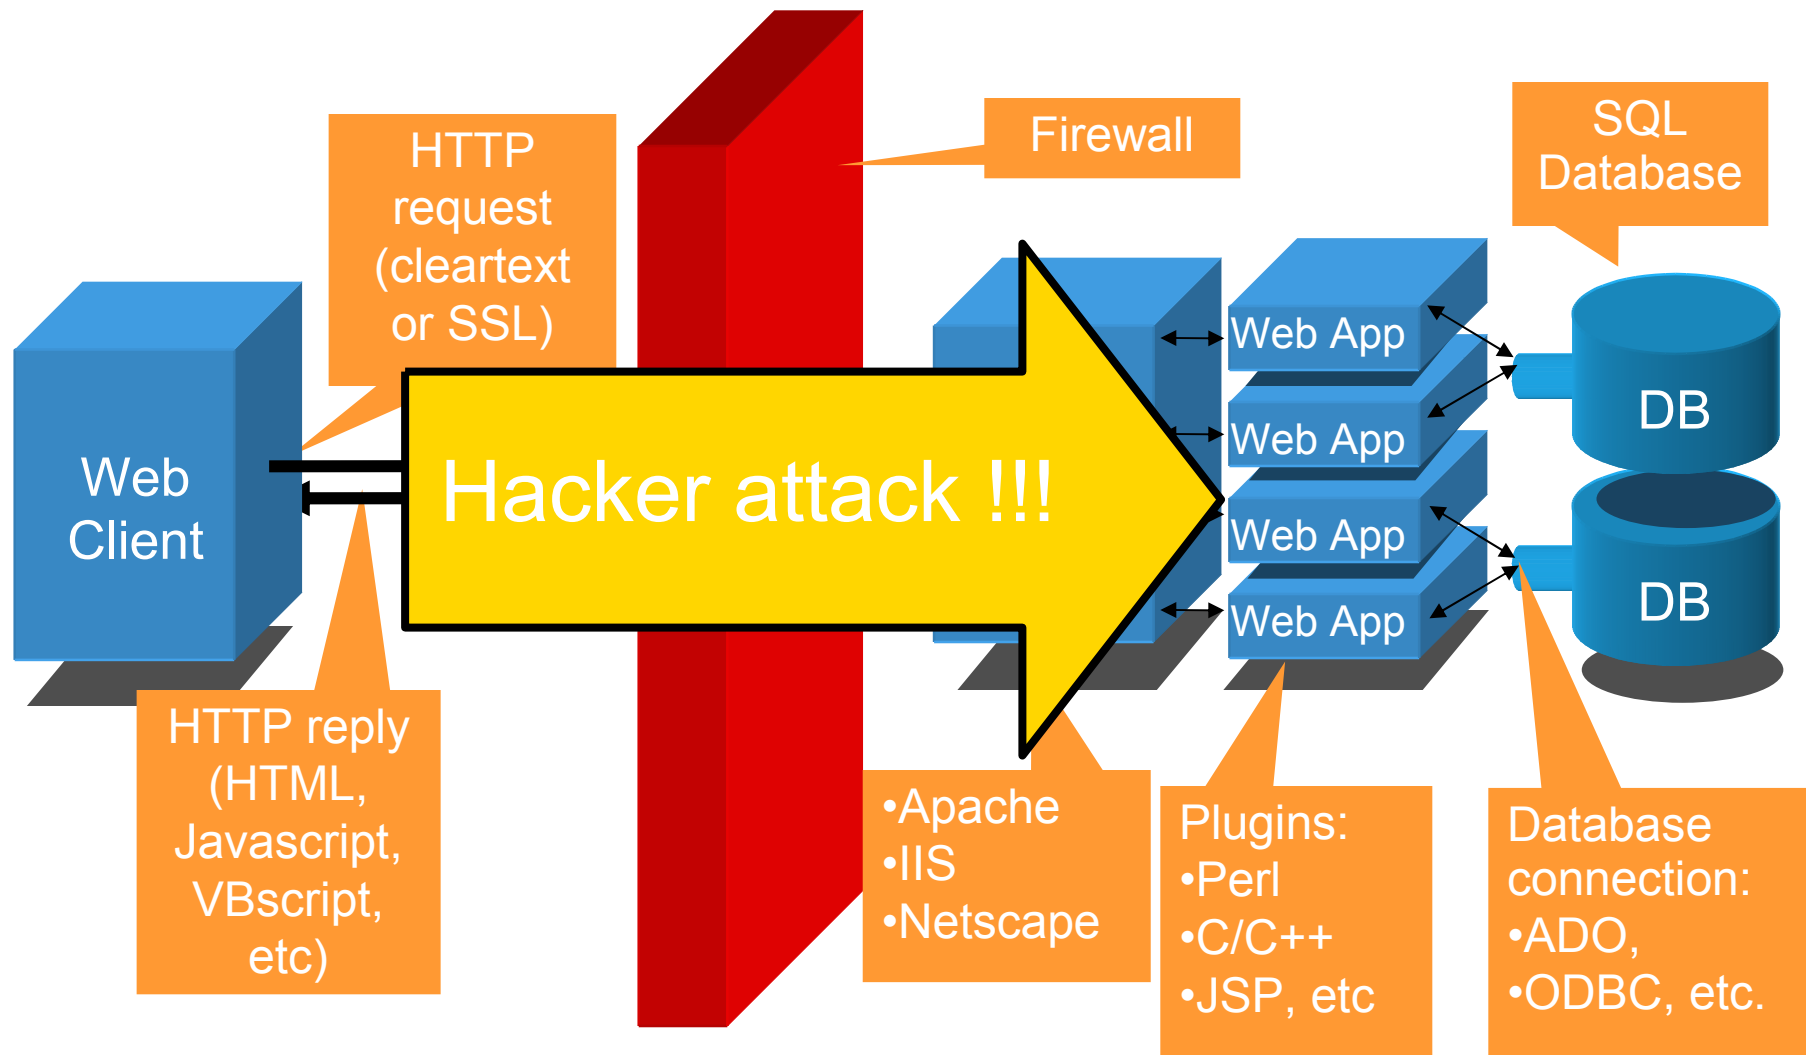 HTTP
request
(cleartext
or SSL)
Firewall
SQL
Database
Web
Client
Hacker attack !!!
Web App
Web App
Web App
Web App
DB
DB
HTTP reply
(HTML,
Javascript,
VBscript,
etc)
•Apache
•IIS
•Netscape
Plugins:
•Perl
•C/C++
•JSP, etc
Database
connection:
•ADO,
•ODBC, etc.